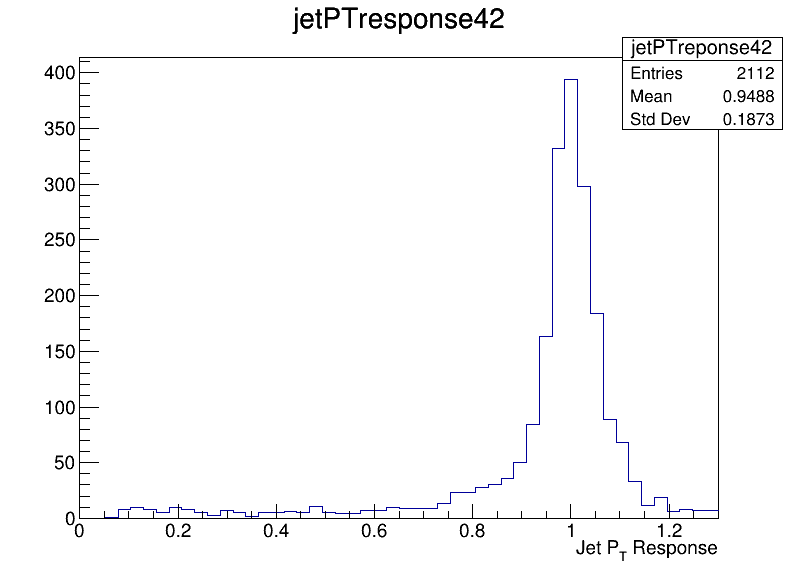 jetPTresponse42
jetPTreponse42
Entries 2112
Mean 0.9488
Std Dev 0.1873
400
350
300
250
200
150
100
50
0
0 0.2 0.4 0.6 0.8 1 1.2
Jet P_T Response